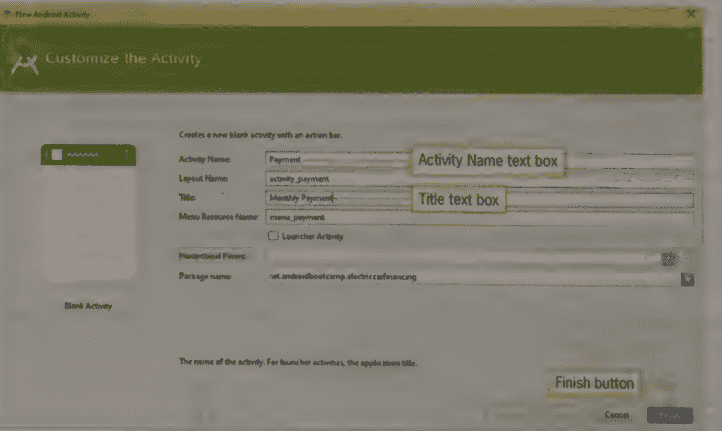 New Android Activity
Customize the Activity
Creates a new blank activity with an action bar.
Activity Name: Payment
Activity Name text box
Layout Name: activity_payment
Title: Monthly Payment
Title text box
Menu Resource Name: menu_payment
Launcher Activity
Hierarchical Parent:
Package name: net.androidbootcamp.electriccarfinancing
Blank Activity
The name of the activity. For launcher activities, the application title.
Finish button
Cancel